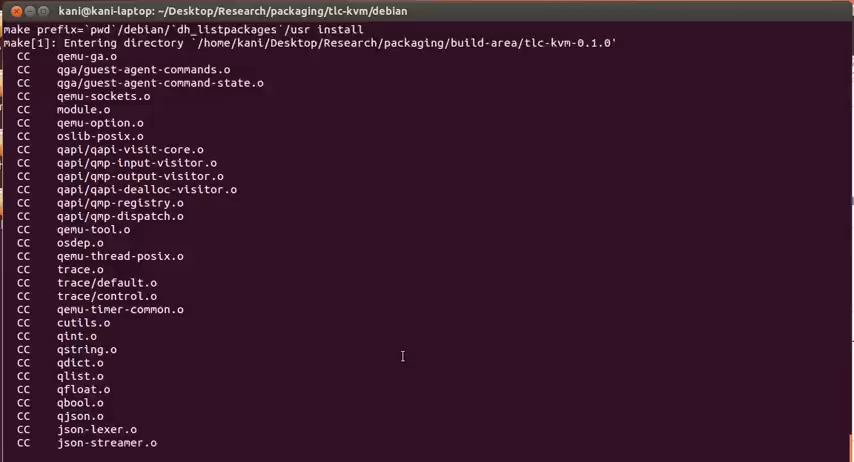 kani@kani-laptop: ~/Desktop/Research/packaging/tlc-kvm/debian
make prefix=`pwd`/debian/`dh_listpackages`/usr install
make[1]: Entering directory `/home/kani/Desktop/Research/packaging/build-area/tlc-kvm-0.1.0'
CC    qemu-ga.o
CC    qga/guest-agent-commands.o
CC    qga/guest-agent-command-state.o
CC    qemu-sockets.o
CC    module.o
CC    qemu-option.o
CC    oslib-posix.o
CC    qapi/qapi-visit-core.o
CC    qapi/qmp-input-visitor.o
CC    qapi/qmp-output-visitor.o
CC    qapi/qapi-dealloc-visitor.o
CC    qapi/qmp-registry.o
CC    qapi/qmp-dispatch.o
CC    qemu-tool.o
CC    osdep.o
CC    qemu-thread-posix.o
CC    trace.o
CC    trace/default.o
CC    trace/control.o
CC    qemu-timer-common.o
CC    cutils.o
CC    qint.o
CC    qstring.o
CC    qdict.o
CC    qlist.o
CC    qfloat.o
CC    qbool.o
CC    qjson.o
CC    json-lexer.o
CC    json-streamer.o